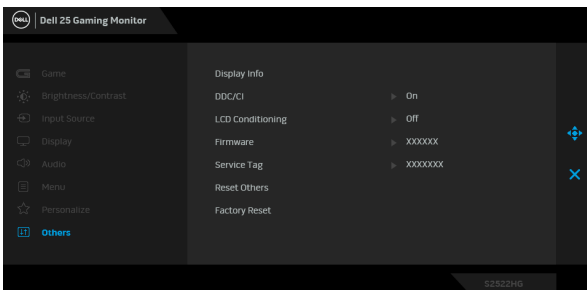 DELL Dell 25 Gaming Monitor
Game
Brightness/Contrast
Input Source
Display
Audio
Menu
Personalize
Others
Display Info
DDC/CI On
LCD Conditioning Off
Firmware XXXXXX
Service Tag XXXXXXX
Reset Others
Factory Reset
S2522HG